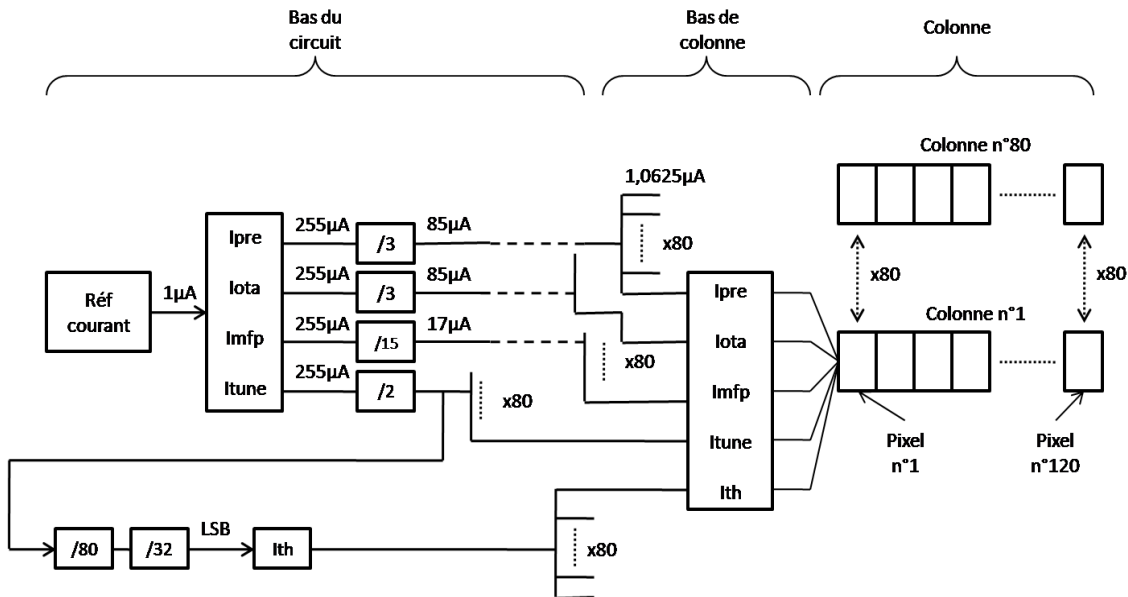 Bas du
circuit
Bas de
colonne
Colonne
Colonne n°80
1,0625µA
255µA
85µA
Ipre
/3
x80
x80
x80
Réf
courant
1µA
255µA
85µA
Iota
/3
Ipre
Colonne n°1
255µA
17µA
Imfp
/15
Iota
x80
255µA
Itune
/2
x80
Imfp
Itune
Pixel
n°1
Pixel
n°120
Ith
/80
/32
LSB
Ith
x80